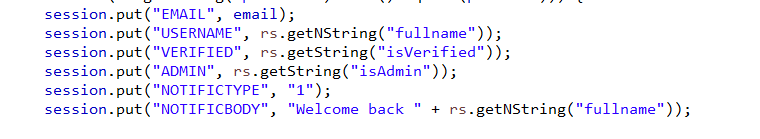 session.put("EMAIL", email);
session.put("USERNAME", rs.getNString("fullname"));
session.put("VERIFIED", rs.getString("isVerified"));
session.put("ADMIN", rs.getString("isAdmin"));
session.put("NOTIFICTYPE", "1");
session.put("NOTIFICBODY", "Welcome back " + rs.getNString("fullname"));